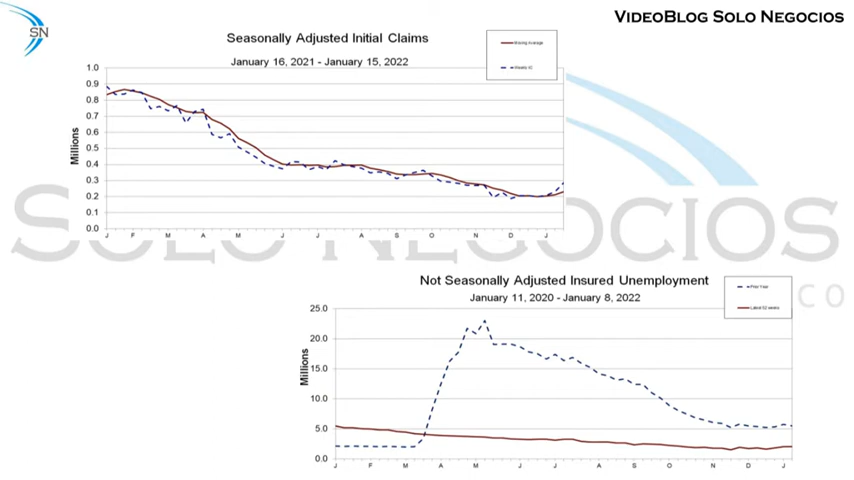 VIDEOBLOG SOLO NEGOCIOS
SN
Seasonally Adjusted Initial Claims
January 16, 2021 - January 15, 2022
Moving Average
Weekly IC
Millions
1.0
0.9
0.8
0.7
0.6
0.5
0.4
0.3
0.2
0.1
0.0
J F M A M J J A S O N D J
SOLO NEGOCIOS
CO
Not Seasonally Adjusted Insured Unemployment
January 11, 2020 - January 8, 2022
Prior Year
Latest 52 weeks
Millions
25.0
20.0
15.0
10.0
5.0
0.0
J F M A M J J A S O N D J